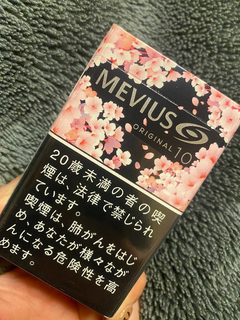 MEVIUS
ORIGINAL 10
20歳未満の者の喫
煙は、法律で禁じられ
ています。
喫煙は、肺がんをはじ
め、あなたが様々なが
んになる危険性を高
めます。